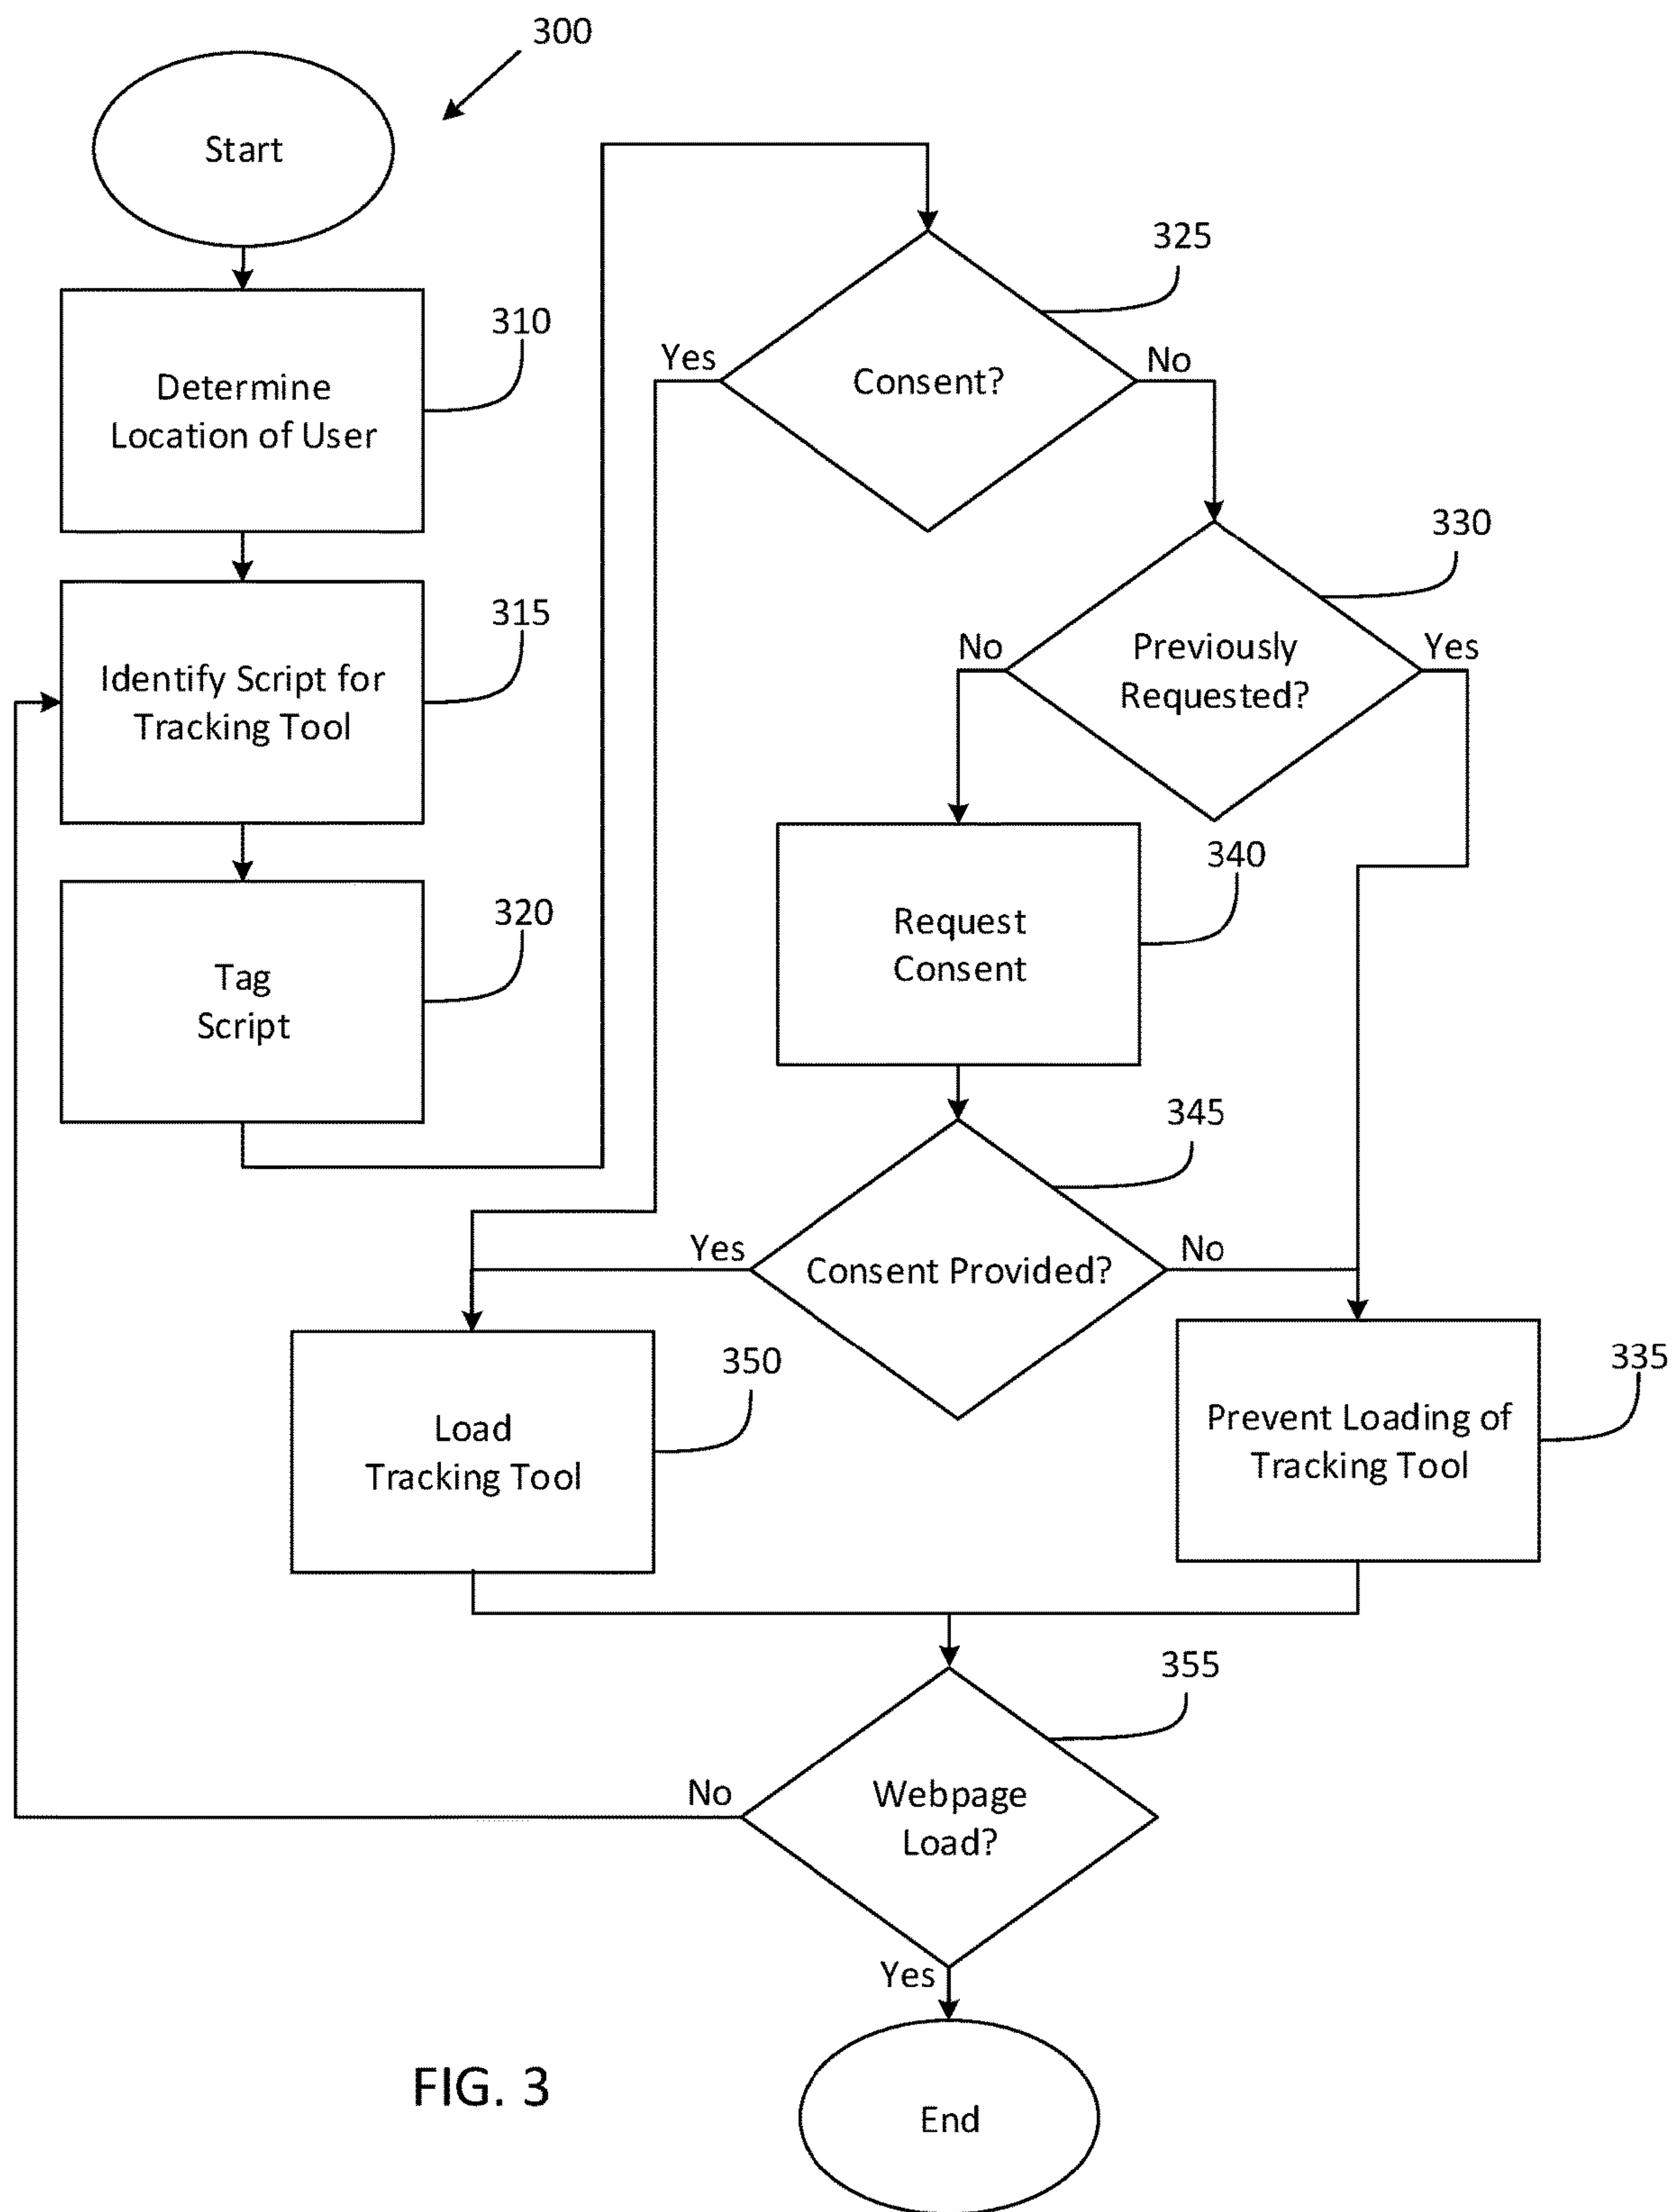 300
Start
310
Determine
Location of User
315
Identify Script for
Tracking Tool
320
Tag
Script
325
Yes
No
Consent?
330
No
Yes
Previously
Requested?
340
Request
Consent
345
Yes
No
Consent Provided?
350
Load
Tracking Tool
335
Prevent Loading of
Tracking Tool
355
No
Webpage
Load?
Yes
FIG. 3
End